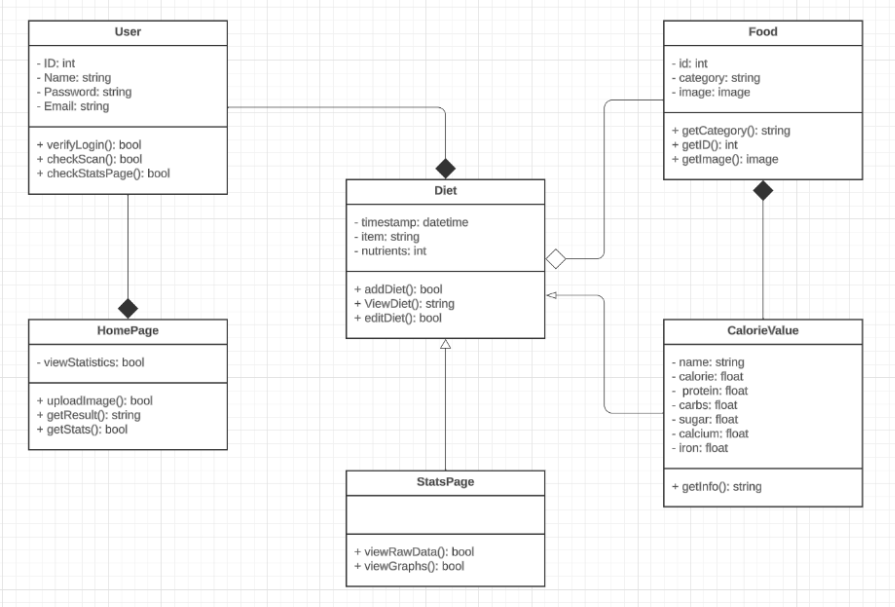 User
- ID: int
- Name: string
- Password: string
- Email: string
+ verifyLogin(): bool
+ checkScan(): bool
+ checkStatsPage(): bool
Food
- id: int
- category: string
- image: image
+ getCategory(): string
+ getID(): int
+ getImage(): image
Diet
- timestamp: datetime
- item: string
- nutrients: int
+ addDiet(): bool
+ ViewDiet(): string
+ editDiet(): bool
HomePage
- viewStatistics: bool
+ uploadImage(): bool
+ getResult(): string
+ getStats(): bool
CalorieValue
- name: string
- calorie: float
- protein: float
- carbs: float
- sugar: float
- calcium: float
- iron: float
+ getInfo(): string
StatsPage
+ viewRawData(): bool
+ viewGraphs(): bool